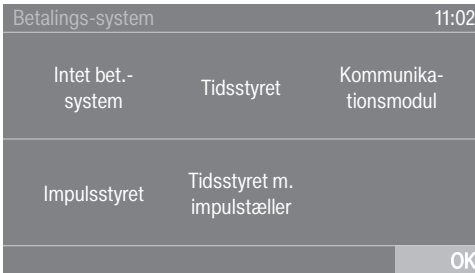 Betalings-system 11:02
Intet bet.-
system
Tidsstyret
Kommunika-
tionsmodul
Impulsstyret
Tidsstyret m.
impulstæller
OK